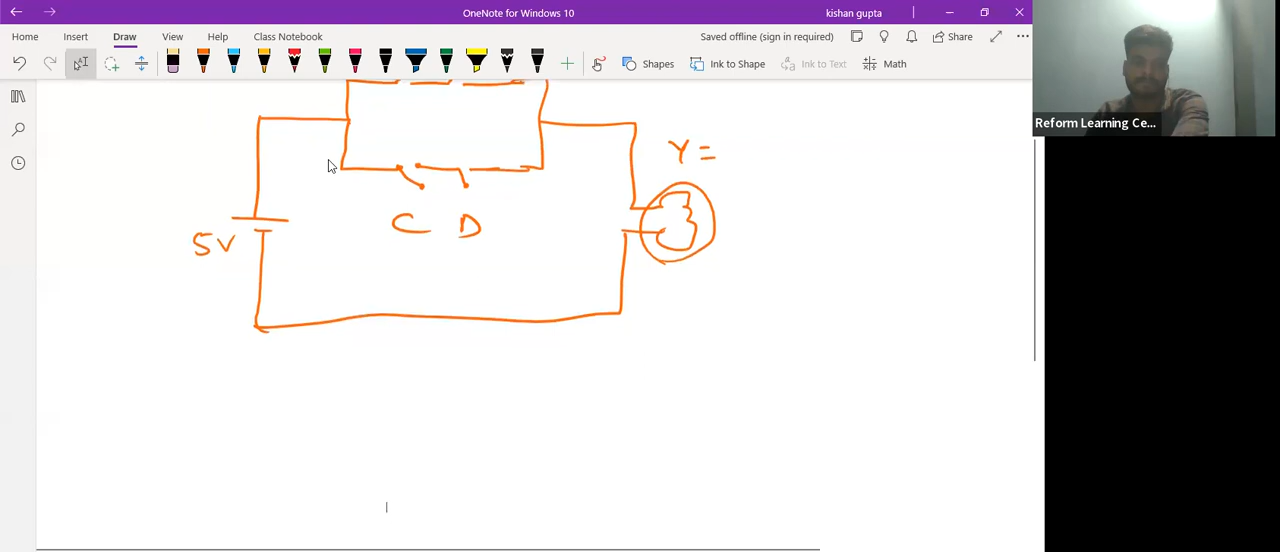 OneNote for Windows 10
kishan gupta
Home Insert Draw View Help Class Notebook
Saved offline (sign in required)
Share
Shapes
Ink to Shape
Ink to Text
Math
Reform Learning Ce...
Y =
C D
5V